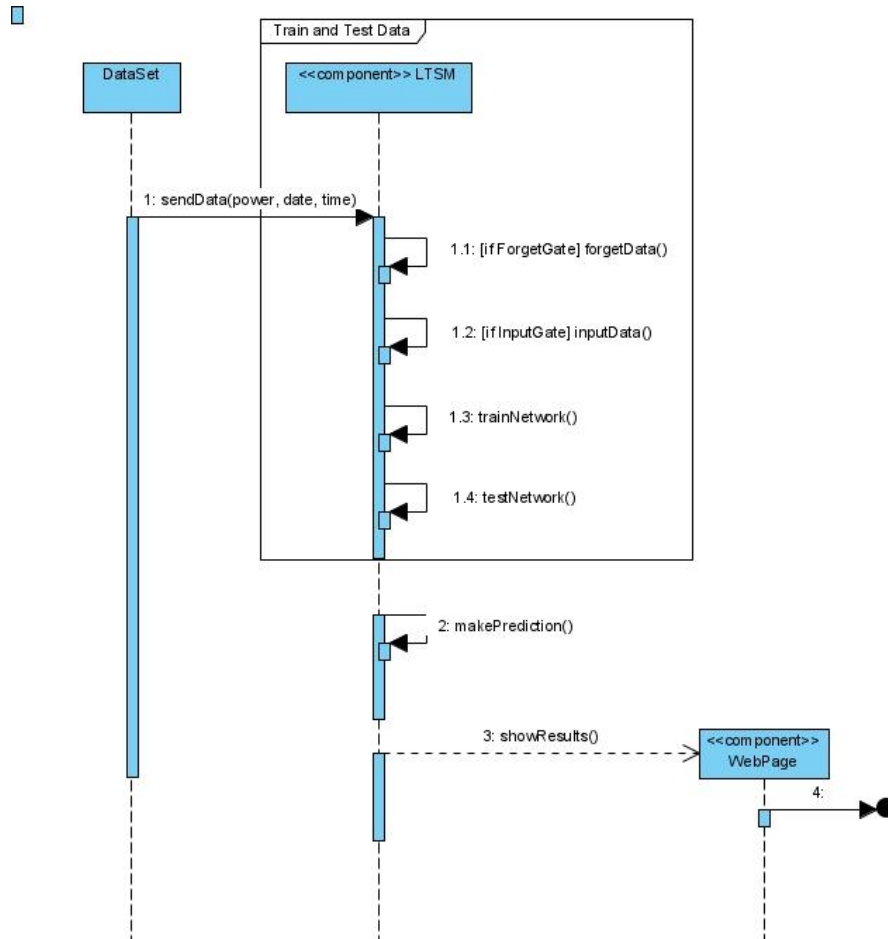 Train and Test Data
DataSet
<<component>> LTSM
1: sendData(power, date, time)
1.1: [if ForgetGate] forgetData()
1.2: [if InputGate] inputData()
1.3: trainNetwork()
1.4: testNetwork()
2: makePrediction()
3: showResults()
<<component>>
WebPage
4: